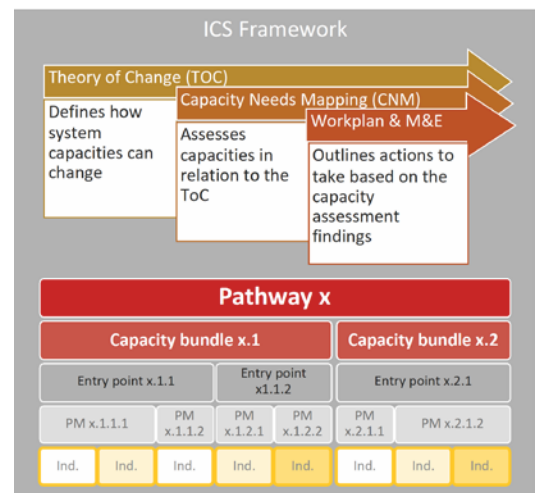 ICS Framework
Theory of Change (TOC)
Defines how
system
capacities can
change
Capacity Needs Mapping (CNM)
Assesses
capacities in
relation to the
ToC
Workplan & M&E
Outlines actions to
take based on the
capacity
assessment
findings
Pathway x
Capacity bundle x.1
Capacity bundle x.2
Entry point x.1.1
Entry point
x1.1.2
Entry point x.2.1
PM x.1.1.1
PM
x.1.1.2
PM
x.1.2.1
PM
x.1.2.2
PM
x.2.1.1
PM x.2.1.2
Ind.
Ind.
Ind.
Ind.
Ind.
Ind.
Ind.
Ind.